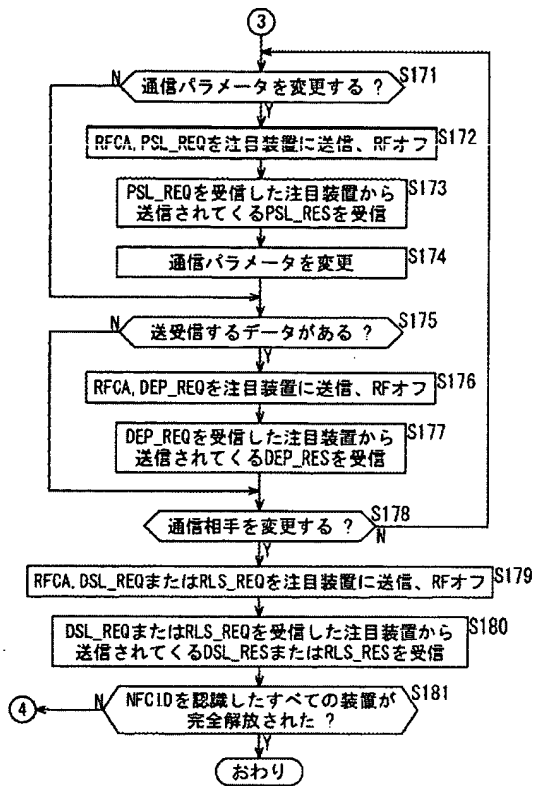 3
N
通信パラメータを変更する ?
S171
Y
RFCA,PSL_REQを注目装置に送信、RFオフ
S172
PSL_REQを受信した注目装置から
送信されてくるPSL_RESを受信
S173
通信パラメータを変更
S174
N
送受信するデータがある ?
S175
Y
RFCA,DEP_REQを注目装置に送信、RFオフ
S176
DEP_REQを受信した注目装置から
送信されてくるDEP_RESを受信
S177
通信相手を変更する ?
S178
N
Y
RFCA,DSL_REQまたはRLS_REQを注目装置に送信、RFオフ
S179
DSL_REQまたはRLS_REQを受信した注目装置から
送信されてくるDSL_RESまたはRLS_RESを受信
S180
4
N
NFCIDを認識したすべての装置が
完全解放された ?
S181
Y
おわり